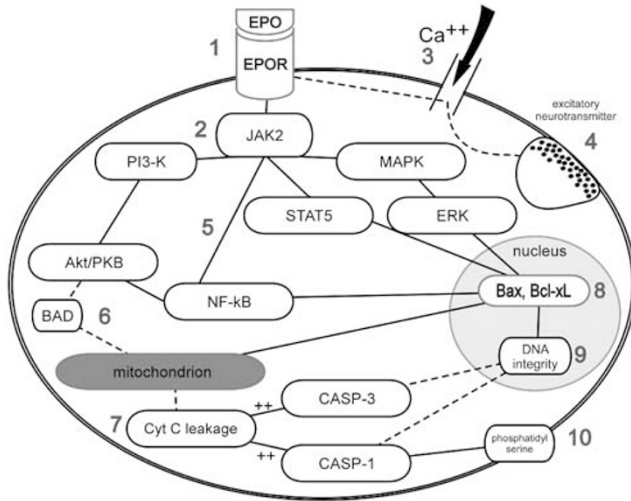 EPO
EPOR
1
Ca++
3
excitatory
neurotransmitter
4
2
JAK2
PI3-K
MAPK
STAT5
ERK
5
nucleus
Akt/PKB
NF-kB
Bax, Bcl-xL
8
BAD
6
DNA
integrity
9
mitochondrion
CASP-3
++
7
Cyt C leakage
++
CASP-1
phosphatidyl
serine
10